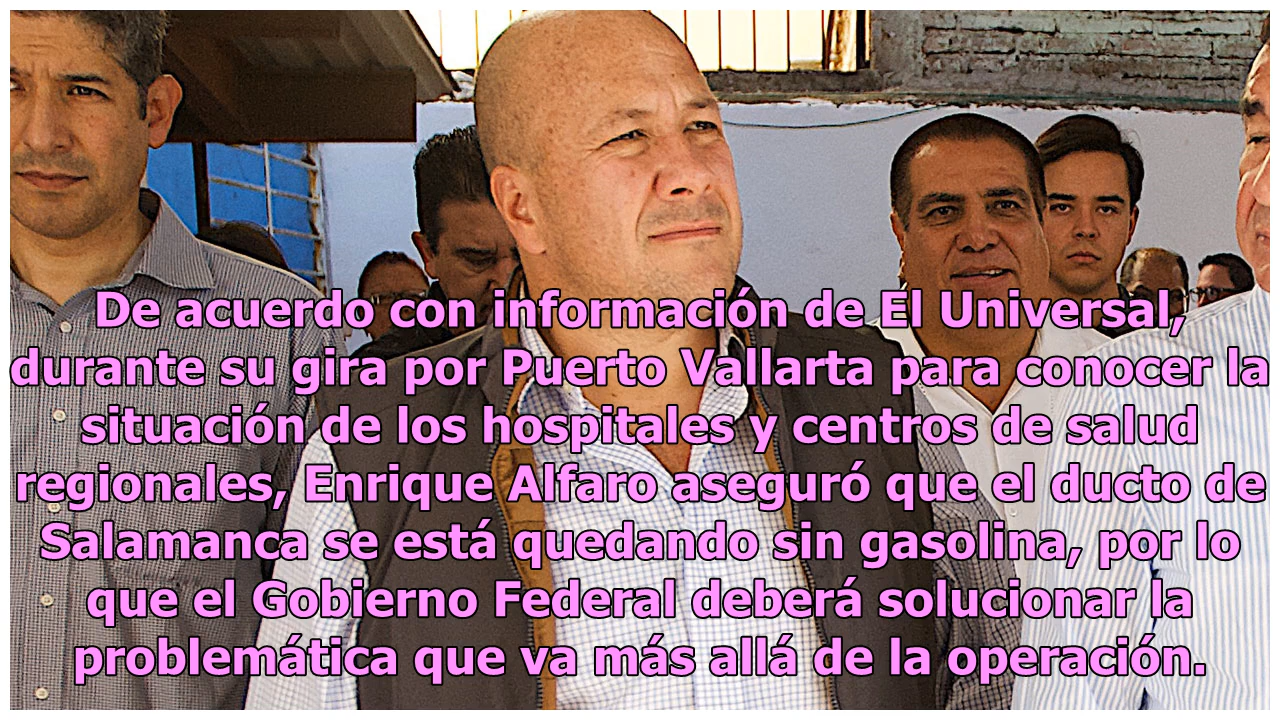 De acuerdo con información de El Universal,
durante su gira por Puerto Vallarta para conocer la
situación de los hospitales y centros de salud
regionales, Enrique Alfaro aseguró que el ducto de
Salamanca se está quedando sin gasolina, por lo
que el Gobierno Federal deberá solucionar la
problemática que va más allá de la operación.